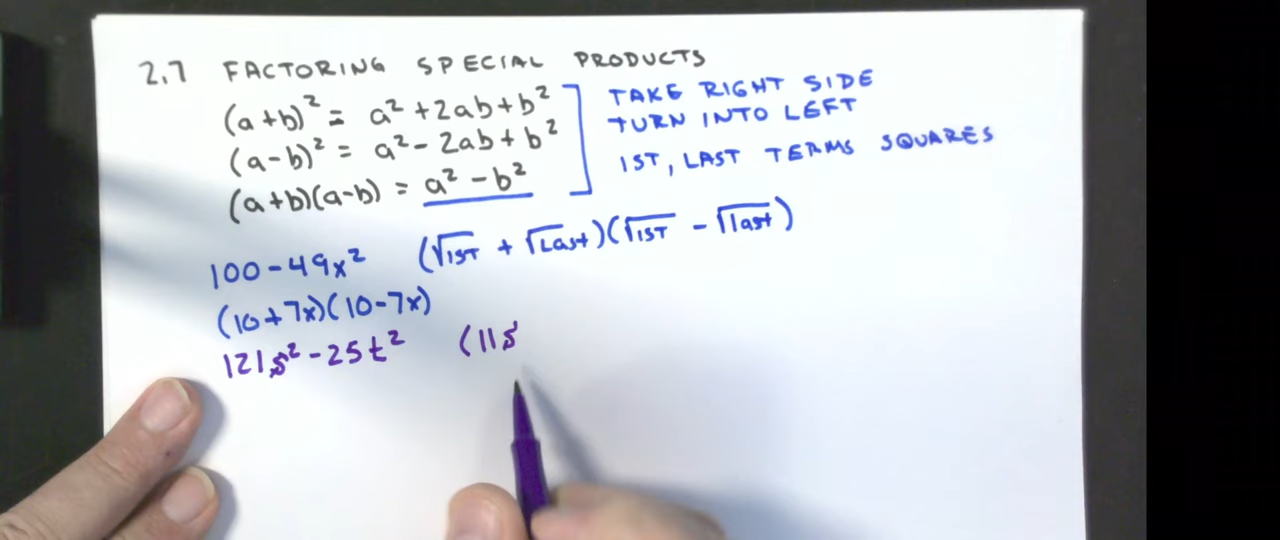 2.7 FACTORING SPECIAL PRODUCTS
(a+b)² = a² + 2ab + b²
(a-b)² = a² - 2ab + b²
(a+b)(a-b) = a² - b²
TAKE RIGHT SIDE
TURN INTO LEFT
1ST, LAST TERMS SQUARES
100 - 49x² (√1ST + √Last)(√1ST - √last)
(10+7x)(10-7x)
121s² - 25t² (11s